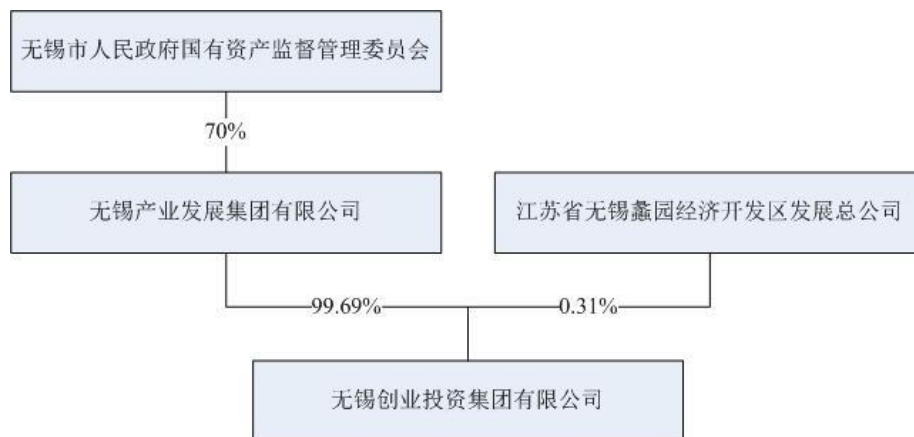 无锡市人民政府国有资产监督管理委员会
70%
无锡产业发展集团有限公司
江苏省无锡蠡园经济开发区发展总公司
99.69%
0.31%
无锡创业投资集团有限公司